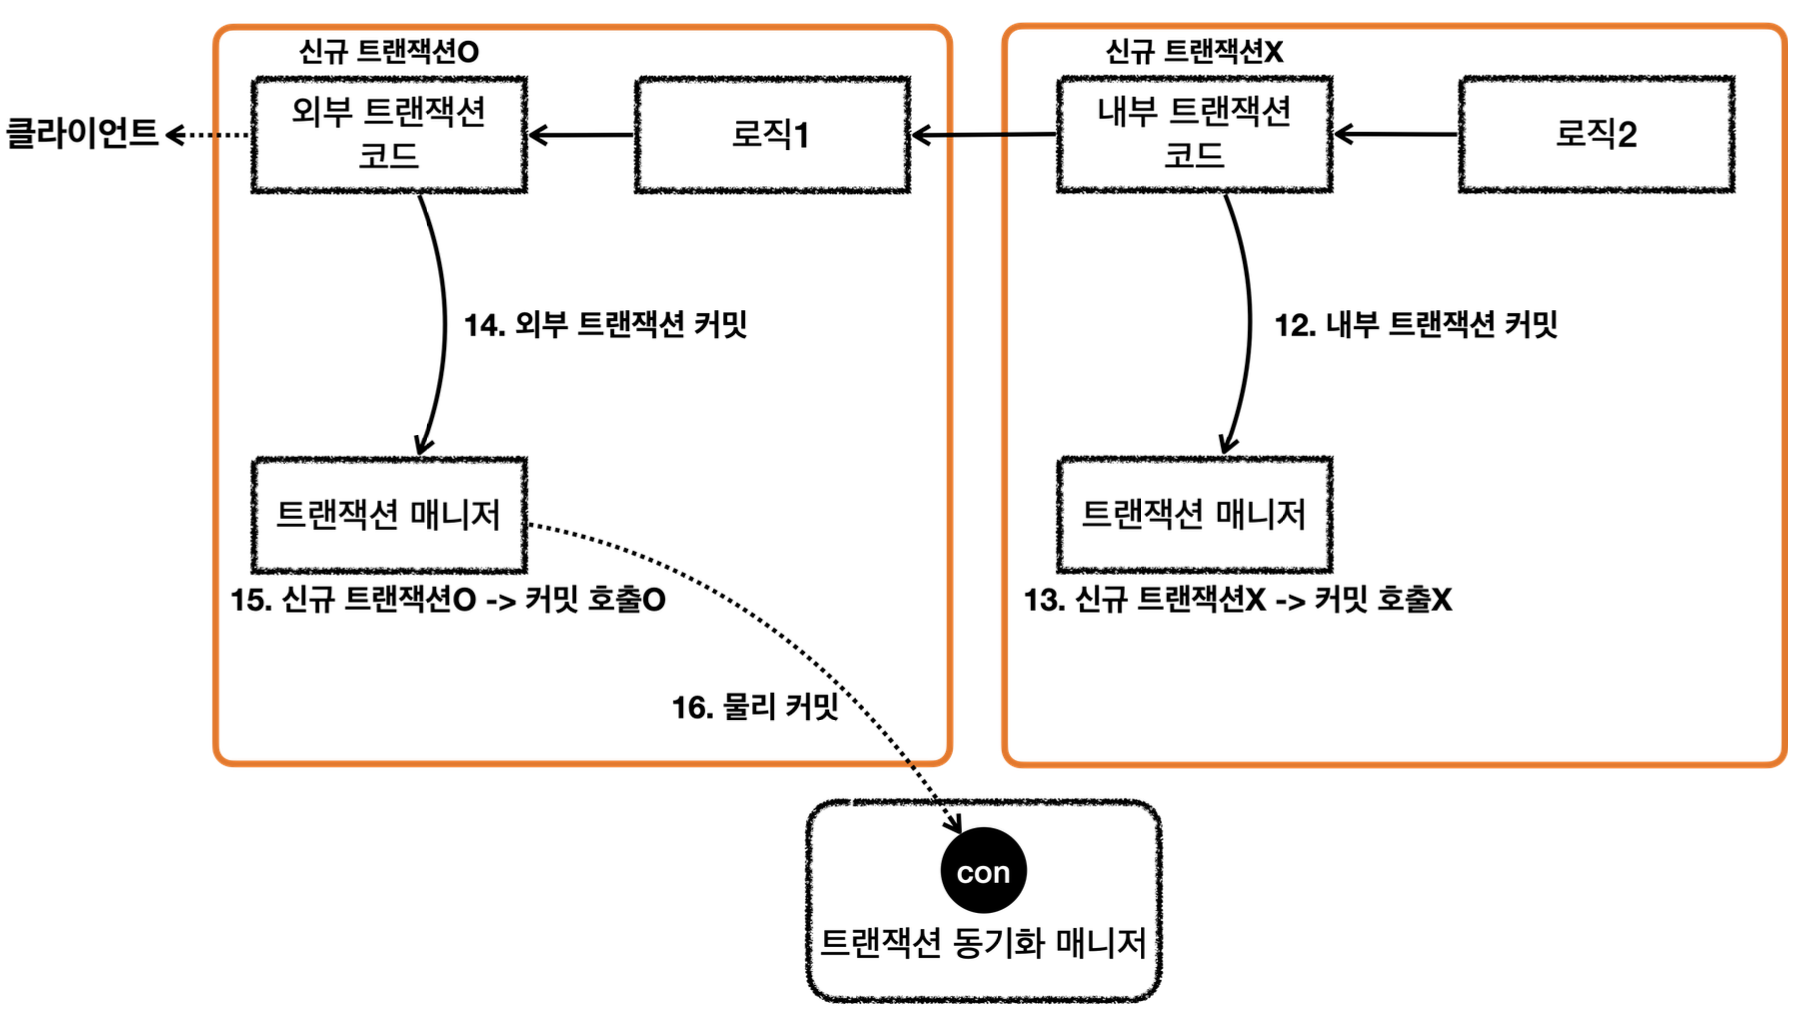 신규 트랜잭션O
신규 트랜잭션X
클라이언트
외부 트랜잭션
코드
로직1
내부 트랜잭션
코드
로직2
14. 외부 트랜잭션 커밋
12. 내부 트랜잭션 커밋
트랜잭션 매니저
트랜잭션 매니저
15. 신규 트랜잭션O -> 커밋 호출O
13. 신규 트랜잭션X -> 커밋 호출X
16. 물리 커밋
con
트랜잭션 동기화 매니저